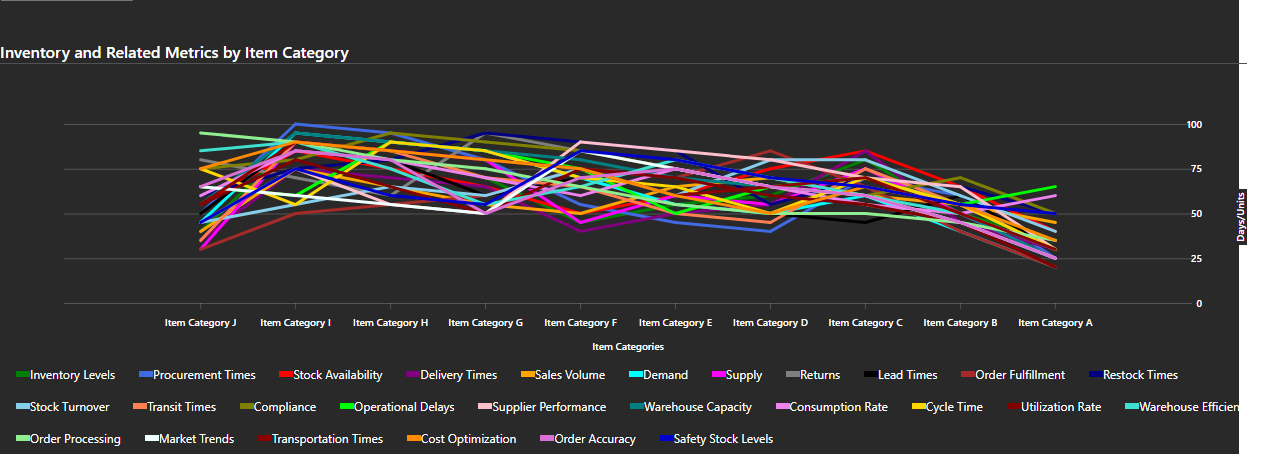 Inventory and Related Metrics by Item Category
100
75
50
25
0
Days/Units
Item Category J Item Category I Item Category H Item Category G Item Category F Item Category E Item Category D Item Category C Item Category B Item Category A
Item Categories
Inventory Levels Procurement Times Stock Availability Delivery Times Sales Volume Demand Supply Returns Lead Times Order Fulfillment Restock Times
Stock Turnover Transit Times Compliance Operational Delays Supplier Performance Warehouse Capacity Consumption Rate Cycle Time Utilization Rate Warehouse Efficien
Order Processing Market Trends Transportation Times Cost Optimization Order Accuracy Safety Stock Levels